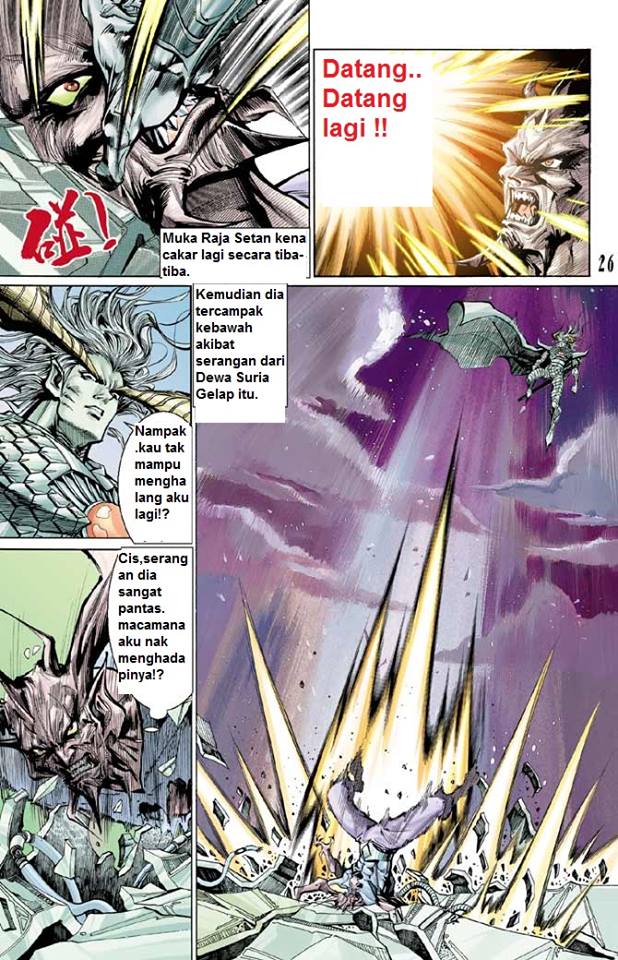 Datang..
Datang
lagi !!
碰!
Muka Raja Setan kena
cakar lagi secara tiba-
tiba.
26
Kemudian dia
tercampak
kebawah
akibat
serangan dari
Dewa Suria
Gelap itu.
Nampak
.kau tak
mampu
mengha
lang aku
lagi!?
Cis,serang
an dia
sangat
pantas.
macamana
aku nak
menghada
pinya!?